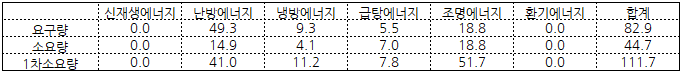 신재생에너지 난방에너지 냉방에너지 급탕에너지 조명에너지 환기에너지 합계
요구량 0.0 49.3 9.3 5.5 18.8 0.0 82.9
소요량 0.0 14.9 4.1 7.0 18.8 0.0 44.7
1차소요량 0.0 41.0 11.2 7.8 51.7 0.0 111.7